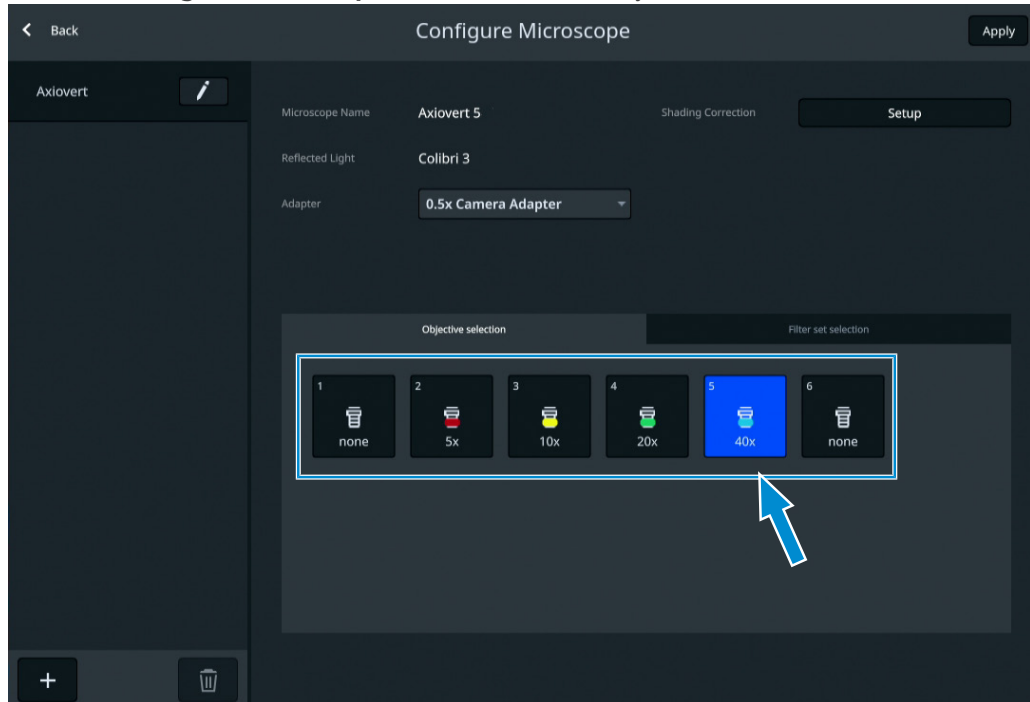 Back
Configure Microscope
Apply
Axiovert
Microscope Name Axiovert 5 Shading Correction Setup
Reflected Light Colibri 3
Adapter 0.5x Camera Adapter
Objective selection Filter set selection
1 2 3 4 5 6
none 5x 10x 20x 40x none
+